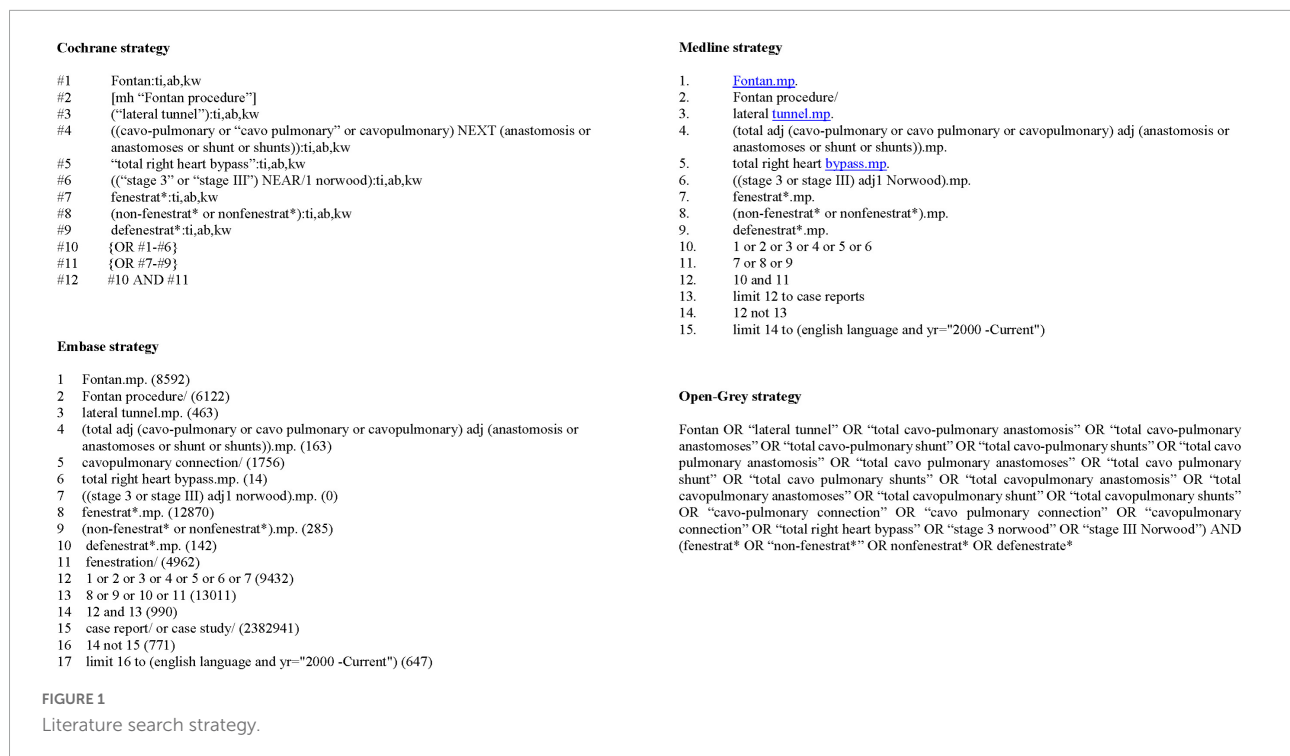 Cochrane strategy
#1 Fontan:ti,ab,kw
#2 [mh “Fontan procedure”]
#3 (“lateral tunnel”):ti,ab,kw
#4 ((cavo-pulmonary or “cavo pulmonary” or cavopulmonary) NEXT (anastomosis or
anastomoses or shunt or shunts)):ti,ab,kw
#5 “total right heart bypass”:ti,ab,kw
#6 ((“stage 3” or “stage III”) NEAR/1 norwood):ti,ab,kw
#7 fenestrat*:ti,ab,kw
#8 (non-fenestrat* or nonfenestrat*):ti,ab,kw
#9 defenestrat*:ti,ab,kw
#10 {OR #1-#6}
#11 {OR #7-#9}
#12 #10 AND #11
Embase strategy
1 Fontan.mp. (8592)
2 Fontan procedure/ (6122)
3 lateral tunnel.mp. (463)
4 (total adj (cavo-pulmonary or cavo pulmonary or cavopulmonary) adj (anastomosis or
anastomoses or shunt or shunts)).mp. (163)
5 cavopulmonary connection/ (1756)
6 total right heart bypass.mp. (14)
7 ((stage 3 or stage III) adj1 norwood).mp. (0)
8 fenestrat*.mp. (12870)
9 (non-fenestrat* or nonfenestrat*).mp. (285)
10 defenestrat*.mp. (142)
11 fenestration/ (4962)
12 1 or 2 or 3 or 4 or 5 or 6 or 7 (9432)
13 8 or 9 or 10 or 11 (13011)
14 12 and 13 (990)
15 case report/ or case study/ (2382941)
16 14 not 15 (771)
17 limit 16 to (english language and yr="2000 -Current") (647)
Medline strategy
1. Fontan.mp.
2. Fontan procedure/
3. lateral tunnel.mp.
4. (total adj (cavo-pulmonary or cavo pulmonary or cavopulmonary) adj (anastomosis or
anastomoses or shunt or shunts)).mp.
5. total right heart bypass.mp.
6. ((stage 3 or stage III) adj1 Norwood).mp.
7. fenestrat*.mp.
8. (non-fenestrat* or nonfenestrat*).mp.
9. defenestrat*.mp.
10. 1 or 2 or 3 or 4 or 5 or 6
11. 7 or 8 or 9
12. 10 and 11
13. limit 12 to case reports
14. 12 not 13
15. limit 14 to (english language and yr="2000 -Current")
Open-Grey strategy
Fontan OR “lateral tunnel” OR “total cavo-pulmonary anastomosis” OR “total cavo-pulmonary
anastomoses” OR “total cavo-pulmonary shunt” OR “total cavo-pulmonary shunts” OR “total cavo
pulmonary anastomosis” OR “total cavo pulmonary anastomoses” OR “total cavo pulmonary
shunt” OR “total cavo pulmonary shunts” OR “total cavopulmonary anastomosis” OR “total
cavopulmonary anastomoses” OR “total cavopulmonary shunt” OR “total cavopulmonary shunts”
OR “cavo-pulmonary connection” OR “cavo pulmonary connection” OR “cavopulmonary
connection” OR “total right heart bypass” OR “stage 3 norwood” OR “stage III Norwood”) AND
(fenestrat* OR “non-fenestrat*” OR nonfenestrat* OR defenestrate*
FIGURE 1
Literature search strategy.